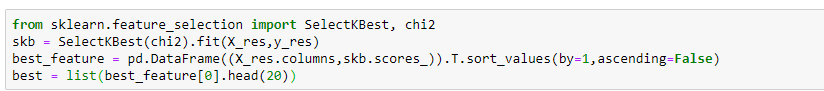 from sklearn.feature_selection import SelectKBest, chi2
skb = SelectKBest(chi2).fit(X_res,y_res)
best_feature = pd.DataFrame((X_res.columns,skb.scores_)).T.sort_values(by=1,ascending=False)
best = list(best_feature[0].head(20))